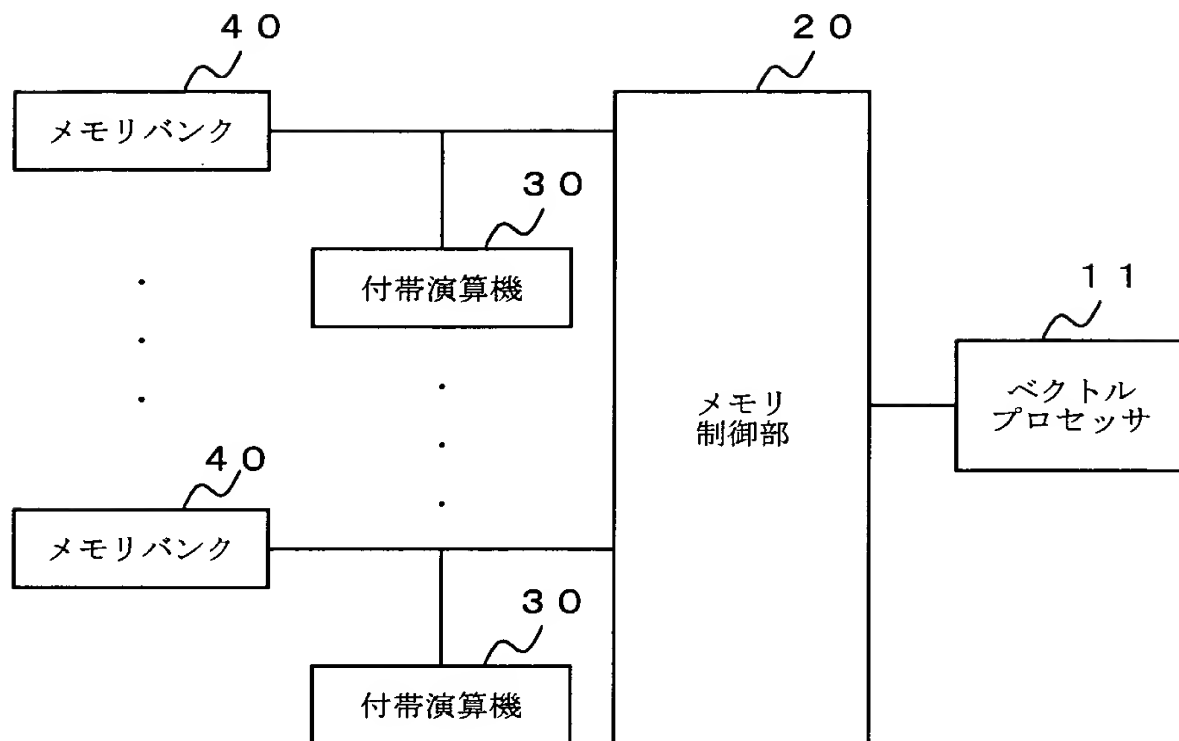 ４０
２０
メモリバンク
３０
付帯演算機
１１
ベクトル
プロセッサ
メモリ
制御部
４０
メモリバンク
３０
付帯演算機